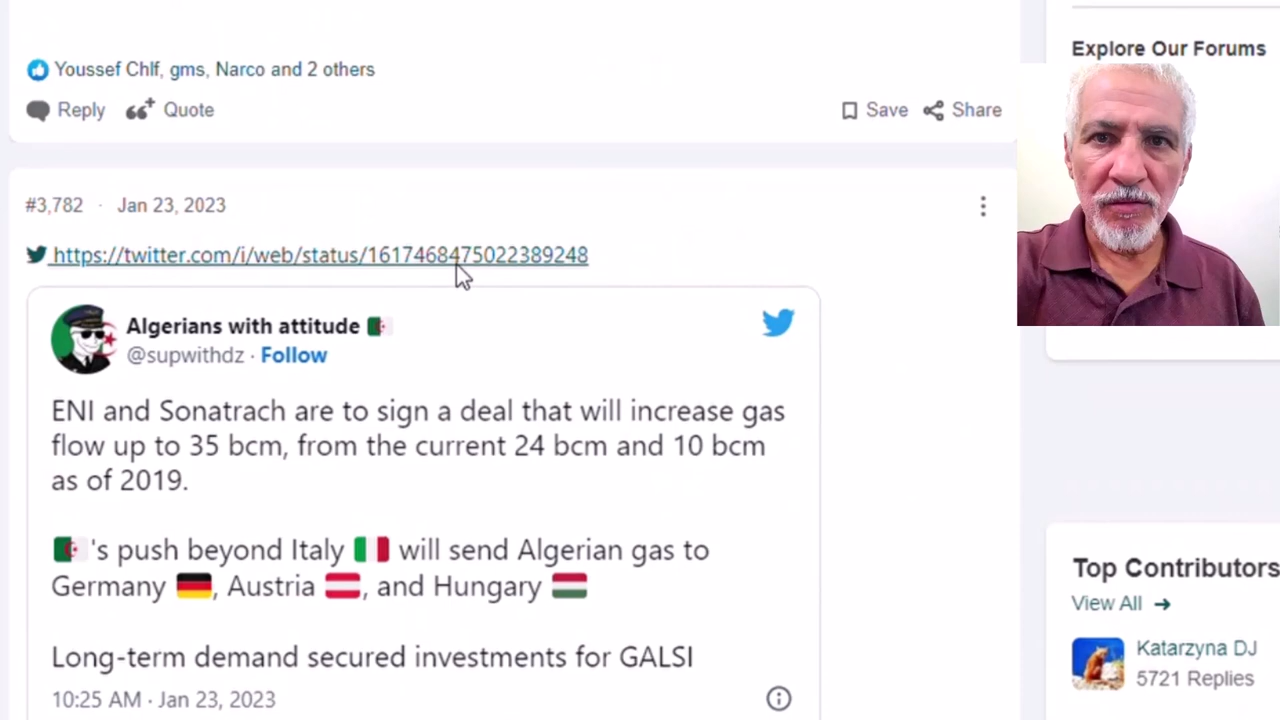 Youssef Chlf, gms, Narco and 2 others
Reply Quote Save Share
#3,782 · Jan 23, 2023
https://twitter.com/i/web/status/1617468475022389248
Algerians with attitude
@supwithdz · Follow
ENI and Sonatrach are to sign a deal that will increase gas
flow up to 35 bcm, from the current 24 bcm and 10 bcm
as of 2019.
's push beyond Italy will send Algerian gas to
Germany , Austria , and Hungary
Long-term demand secured investments for GALSI
10:25 AM · Jan 23, 2023
Explore Our Forums
Top Contributors
View All →
Katarzyna DJ
5721 Replies